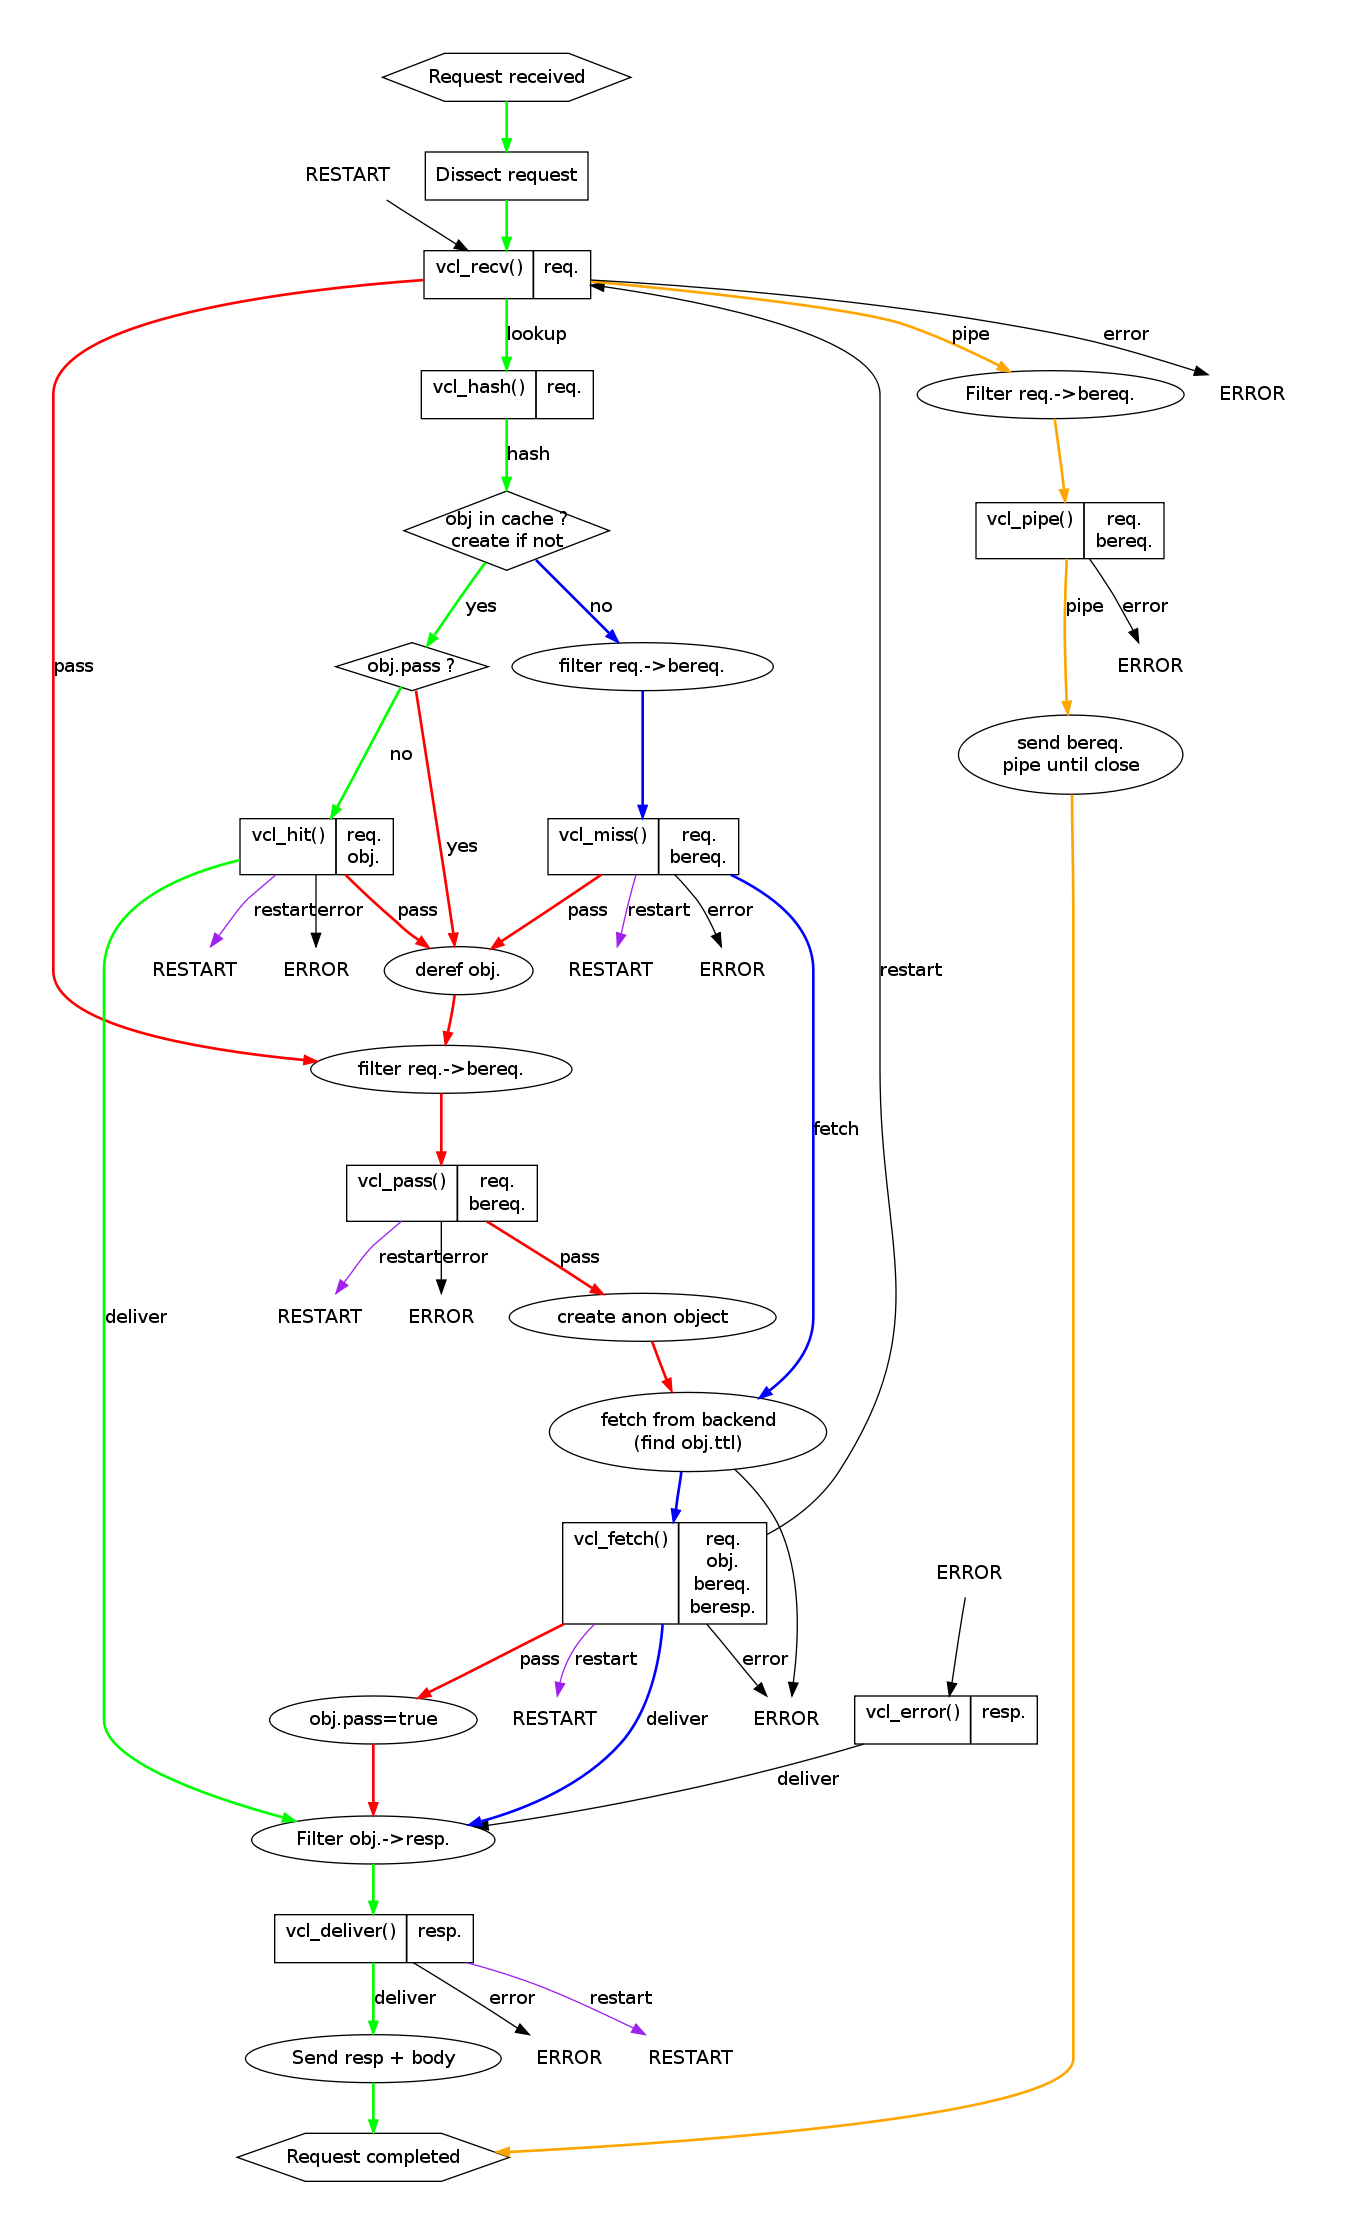 Request received
RESTART
Dissect request
vcl_recv()
req.
lookup
pipe
error
vcl_hash()
req.
Filter req.->bereq.
ERROR
hash
obj in cache ?
create if not
vcl_pipe()
req.
bereq.
yes
no
pipe
error
pass
obj.pass ?
filter req.->bereq.
ERROR
send bereq.
pipe until close
no
vcl_hit()
req.
obj.
yes
vcl_miss()
req.
bereq.
restart
error
pass
pass
restart
error
RESTART
ERROR
deref obj.
RESTART
ERROR
restart
filter req.->bereq.
fetch
vcl_pass()
req.
bereq.
restart
error
pass
deliver
RESTART
ERROR
create anon object
fetch from backend
(find obj.ttl)
vcl_fetch()
req.
obj.
bereq.
beresp.
ERROR
pass
restart
error
obj.pass=true
RESTART
deliver
ERROR
vcl_error()
resp.
deliver
Filter obj.->resp.
vcl_deliver()
resp.
deliver
error
restart
Send resp + body
ERROR
RESTART
Request completed